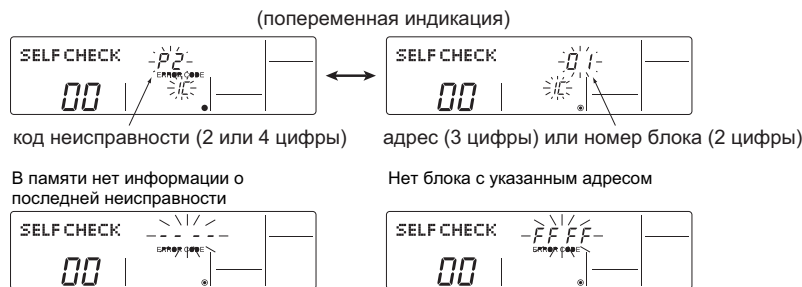 (попеременная индикация)
SELF CHECK P2 SELF CHECK 01
ERROR CODE
00 IC 00 IC
код неисправности (2 или 4 цифры) адрес (3 цифры) или номер блока (2 цифры)
В памяти нет информации о Нет блока с указанным адресом
последней неисправности
SELF CHECK -- -- SELF CHECK FFFF
ERROR CODE ERROR CODE
00 00